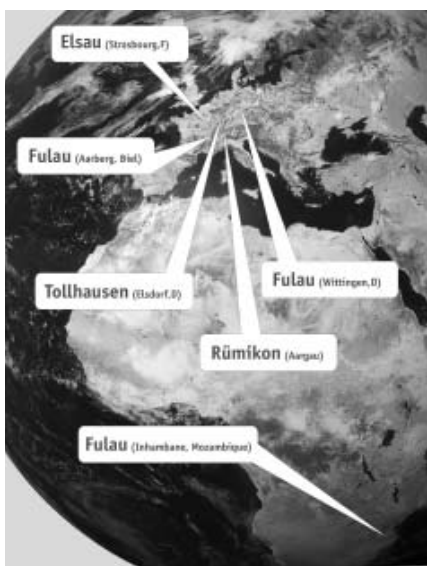 Elsau (Strasbourg,F)
Fulau (Aarberg, Biel)
Tollhausen (Elsdorf,D)
Fulau (Wittingen,D)
Rümikon (Aargau)
Fulau (Inhambane, Mozambique)